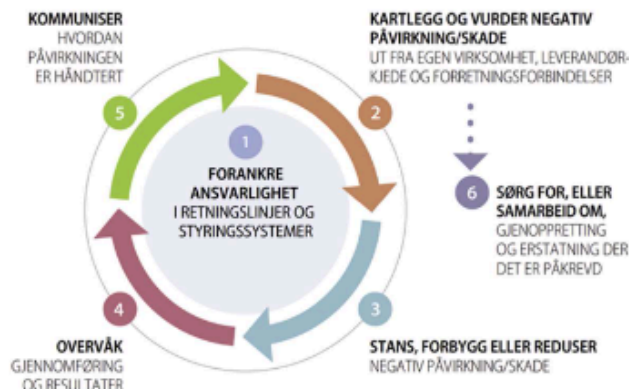 1
FORANKRE
ANSVARLIGHET
I RETNINGSLINJER OG
STYRINGSSYSTEMER
2
KARTLEGG OG VURDER NEGATIV
PÅVIRKNING/SKADE
UT FRA EGEN VIRKSOMHET, LEVERANDØR-
KJEDE OG FORRETNINGSFORBINDELSER
3
STANS, FORBYGG ELLER REDUSER
NEGATIV PÅVIRKNING/SKADE
4
OVERVÅK
GJENNOMFØRING
OG RESULTATER
5
KOMMUNISER
HVORDAN
PÅVIRKNINGEN
ER HÅNDTERT
6
SØRG FOR, ELLER
SAMARBEID OM,
GJENOPPRETTING
OG ERSTATNING DER
DET ER PÅKREVD